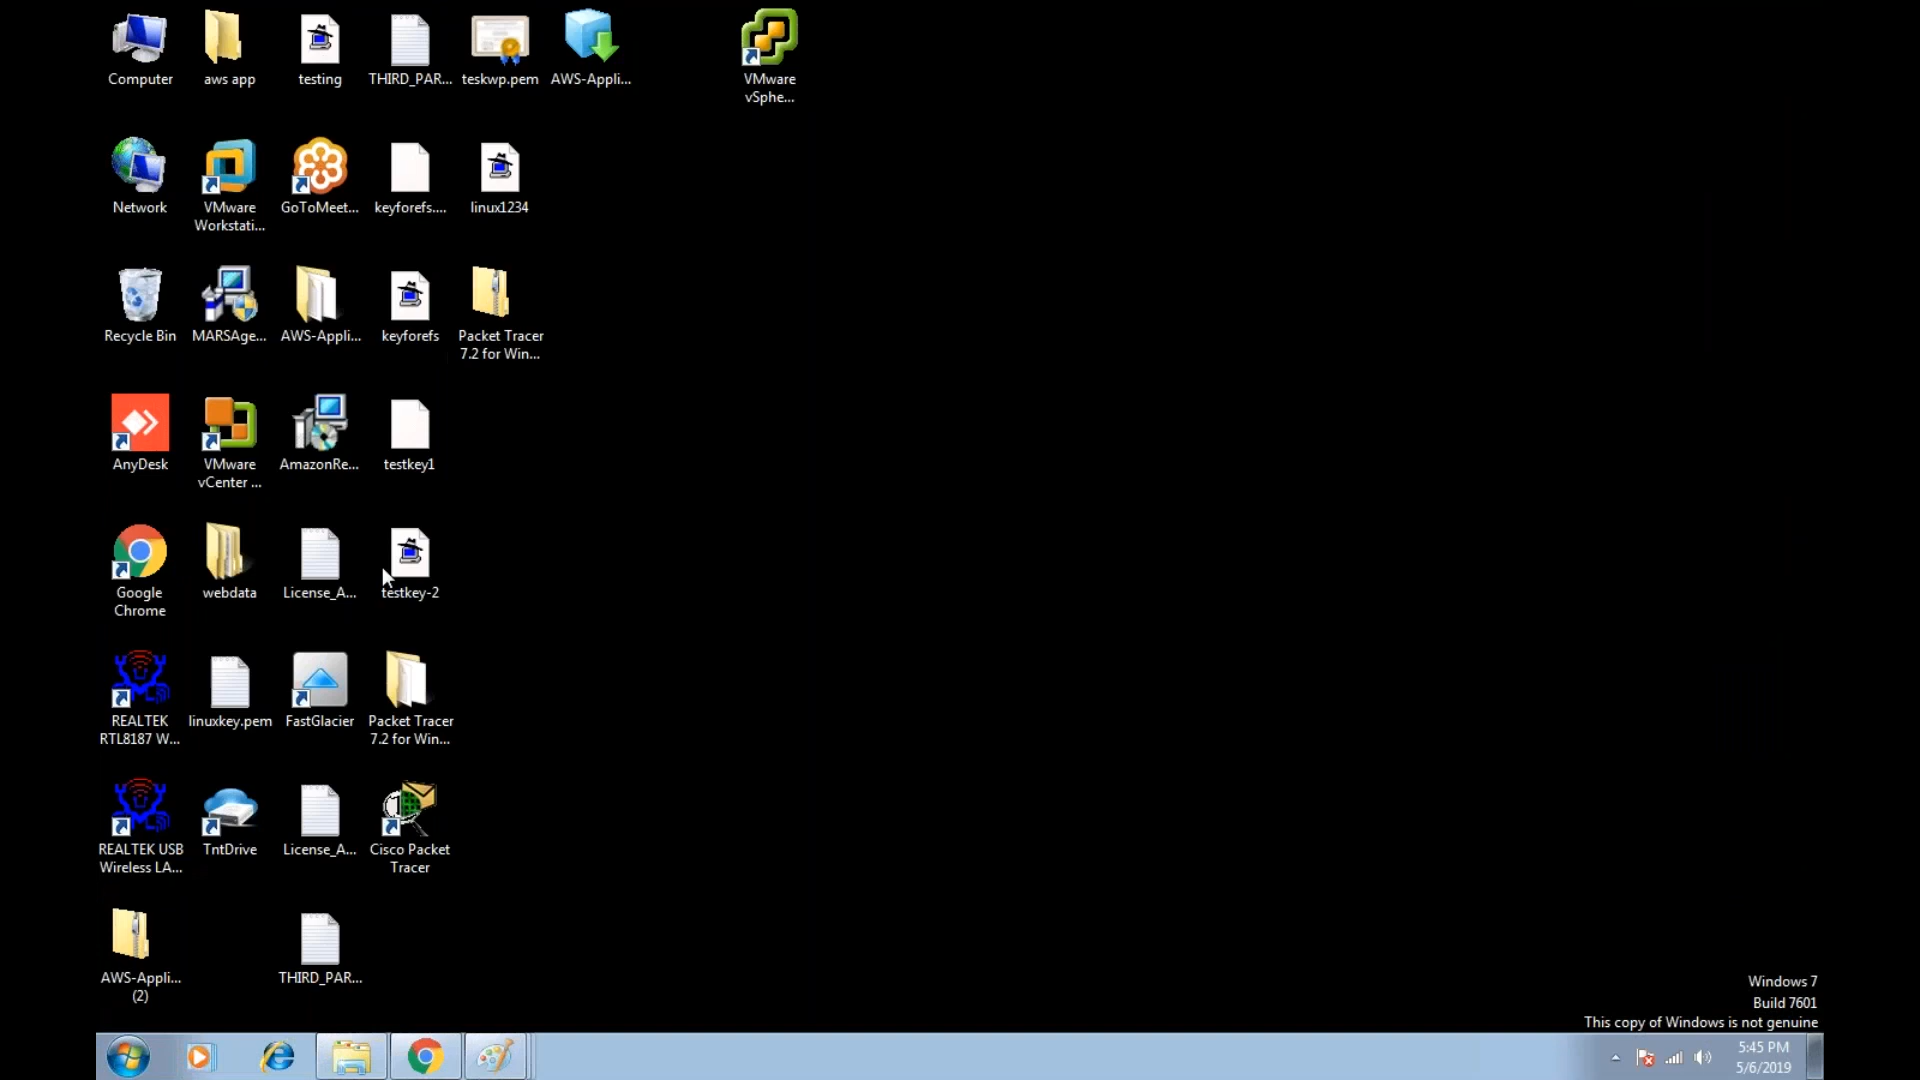 Computer
aws app
testing
THIRD_PAR...
teskwp.pem
AWS-Appli...
VMware
vSphe...
Network
VMware
Workstati...
GoToMeet...
keyforefs....
linux1234
Recycle Bin
MARSAge...
AWS-Appli...
keyforefs
Packet Tracer
7.2 for Win...
AnyDesk
VMware
vCenter ...
AmazonRe...
testkey1
Google
Chrome
webdata
License_A...
testkey-2
REALTEK
RTL8187 W...
linuxkey.pem
FastGlacier
Packet Tracer
7.2 for Win...
REALTEK USB
Wireless LA...
TntDrive
License_A...
Cisco Packet
Tracer
AWS-Appli...
(2)
THIRD_PAR...
Windows 7
Build 7601
This copy of Windows is not genuine
5:45 PM
5/6/2019